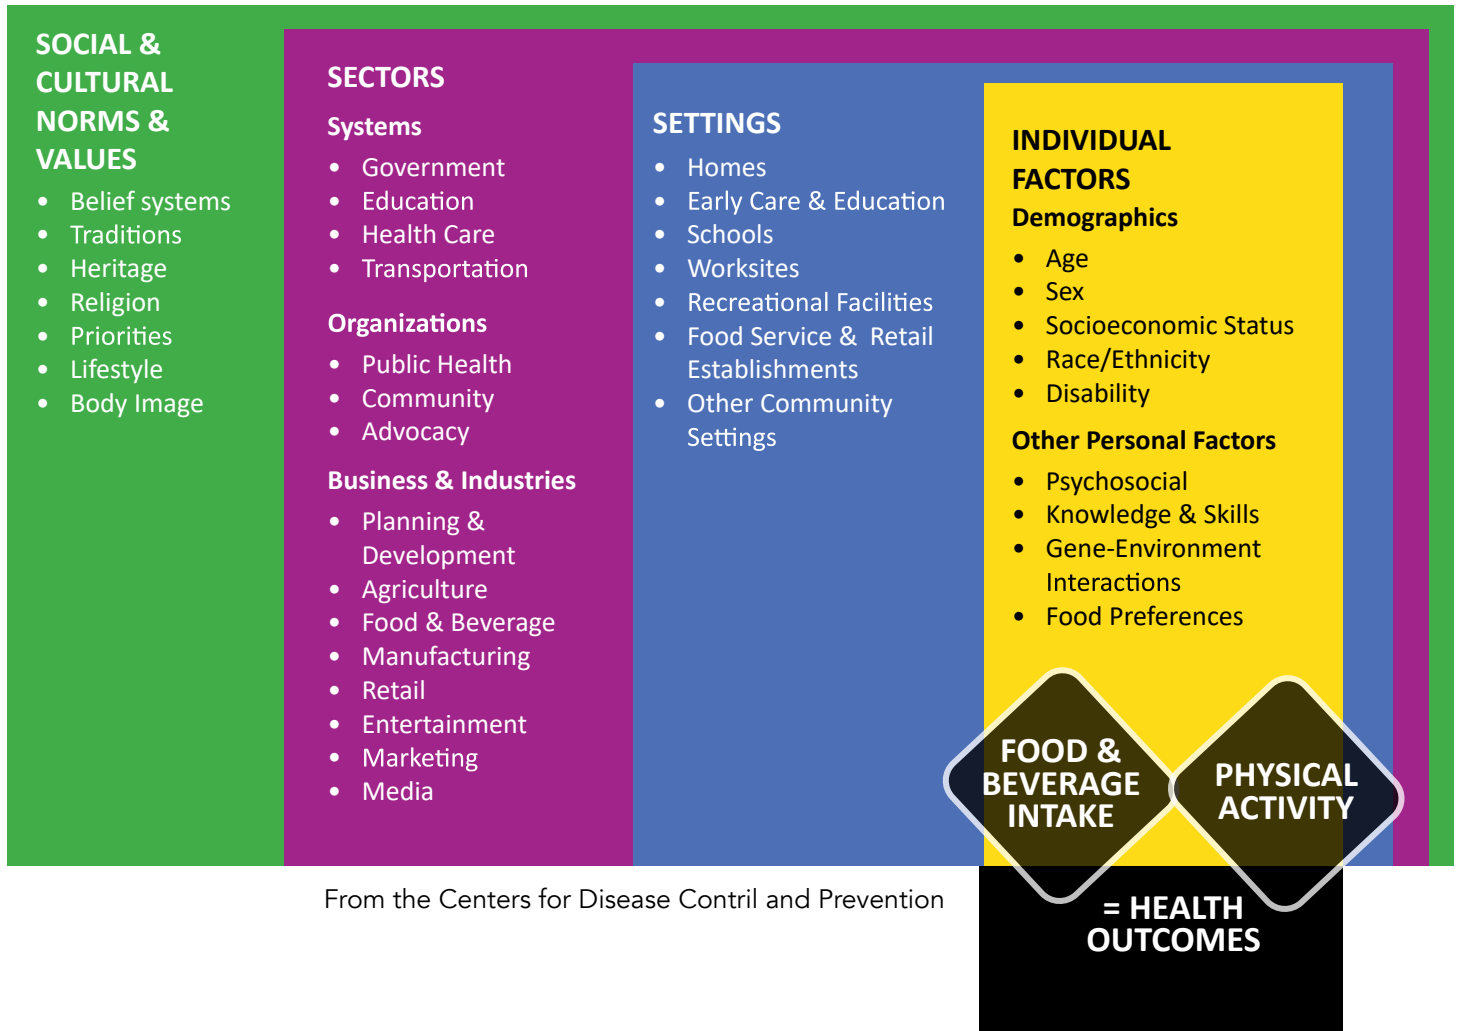 SOCIAL &
CULTURAL
NORMS &
VALUES
• Belief systems
• Traditions
• Heritage
• Religion
• Priorities
• Lifestyle
• Body Image
SECTORS
Systems
• Government
• Education
• Health Care
• Transportation
Organizations
• Public Health
• Community
• Advocacy
Business & Industries
• Planning &
Development
• Agriculture
• Food & Beverage
• Manufacturing
• Retail
• Entertainment
• Marketing
• Media
SETTINGS
• Homes
• Early Care & Education
• Schools
• Worksites
• Recreational Facilities
• Food Service & Retail
Establishments
• Other Community
Settings
INDIVIDUAL
FACTORS
Demographics
• Age
• Sex
• Socioeconomic Status
• Race/Ethnicity
• Disability
Other Personal Factors
• Psychosocial
• Knowledge & Skills
• Gene-Environment
Interactions
• Food Preferences
FOOD &
BEVERAGE
INTAKE
PHYSICAL
ACTIVITY
= HEALTH
OUTCOMES
From the Centers for Disease Contril and Prevention